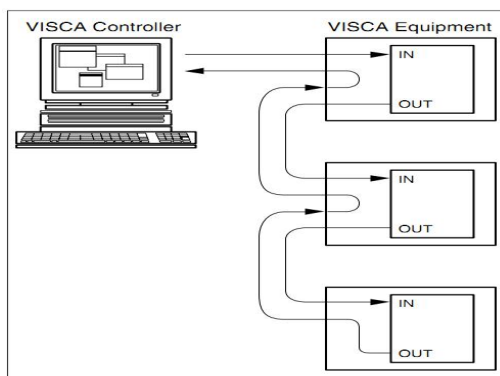 VISCA Controller
VISCA Equipment
IN
OUT
IN
OUT
IN
OUT